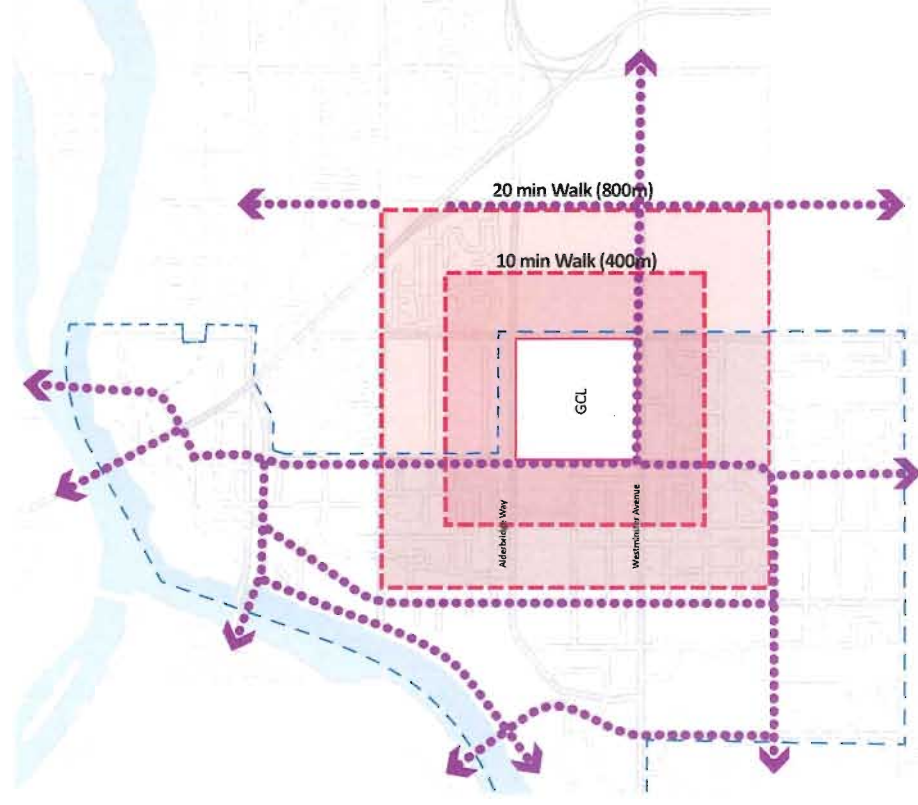 20 min Walk (800m)
10 min Walk (400m)
GCL
Alderbridge Way
Westminster Avenue